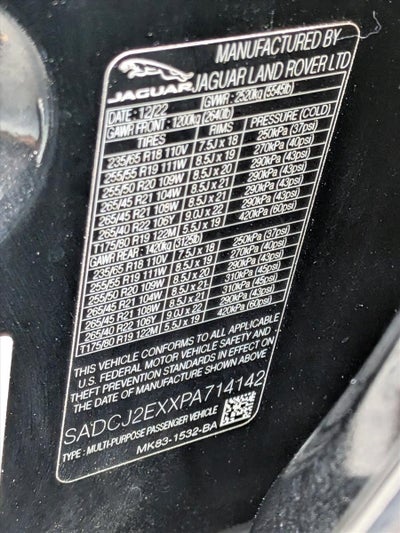 MANUFACTURED BY
JAGUAR
JAGUAR LAND ROVER LTD
DATE : 12/22 GVWR : 2520kg (5545lb)
GAWR FRONT : 1200kg (2640lb)
TIRES RIMS PRESSURE (COLD)
235/65 R18 110V 7.5J x 18 250kPa (37psi)
255/55 R19 111W 8.5J x 19 270kPa (40psi)
255/50 R20 109W 8.5J x 20 290kPa (43psi)
265/45 R21 104W 8.5J x 21 290kPa (43psi)
265/45 R21 108W 8.5J x 21 290kPa (43psi)
265/40 R22 106Y 9.0J x 22 290kPa (43psi)
T175/80 R19 122M 5.5J x 19 420kPa (60psi)
GAWR REAR : 1420kg (3125lb)
235/65 R18 110V 7.5J x 18 250kPa (37psi)
255/55 R19 111W 8.5J x 19 270kPa (40psi)
255/50 R20 109W 8.5J x 20 290kPa (43psi)
265/45 R21 104W 8.5J x 21 310kPa (45psi)
265/45 R21 108W 8.5J x 21 310kPa (45psi)
265/40 R22 106Y 9.0J x 22 290kPa (43psi)
T175/80 R19 122M 5.5J x 19 420kPa (60psi)
THIS VEHICLE CONFORMS TO ALL APPLICABLE
U.S. FEDERAL MOTOR VEHICLE SAFETY AND
THEFT PREVENTION STANDARDS IN EFFECT ON
THE DATE OF MANUFACTURE SHOWN ABOVE.
SADCJ2EXXPA714142
TYPE : MULTI-PURPOSE PASSENGER VEHICLE
MK83-1532-BA